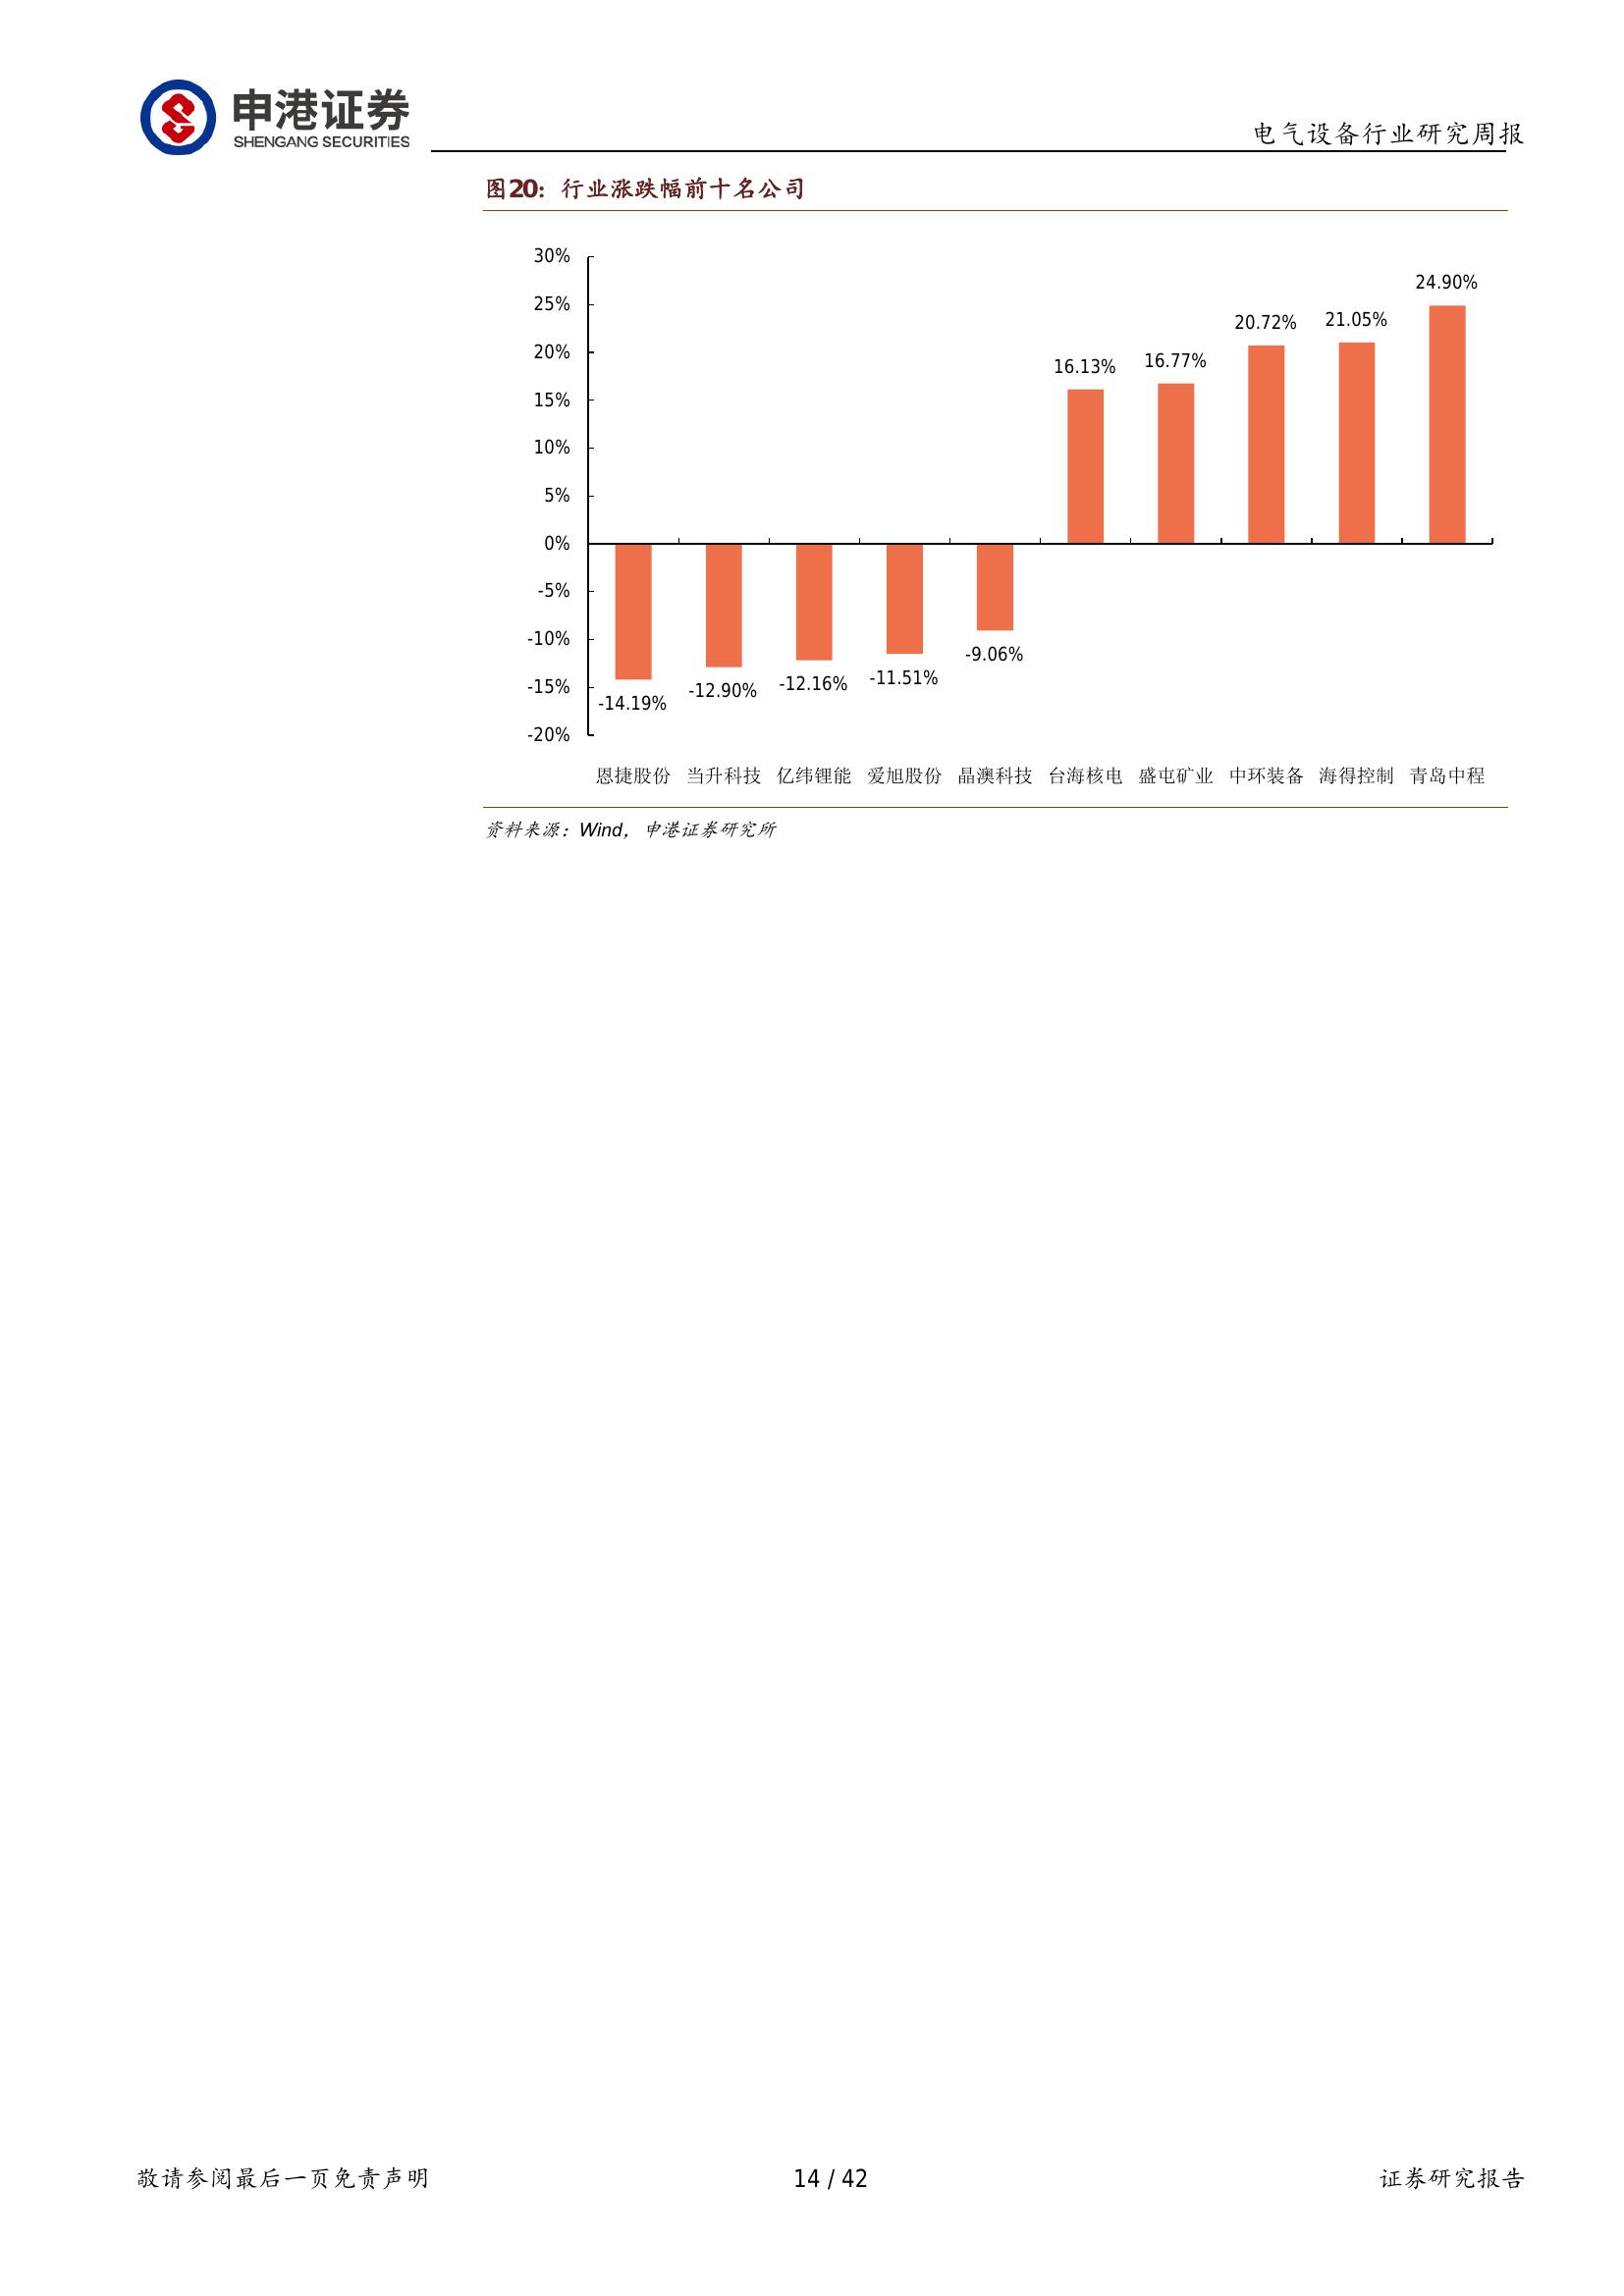 申港证券
SHENGANG SECURITIES
电气设备行业研究周报
图20：行业涨跌幅前十名公司
30%
25%
20%
15%
10%
5%
0%
-5%
-10%
-15%
-20%
-14.19%
-12.90%
-12.16%
-11.51%
-9.06%
16.13%
16.77%
20.72%
21.05%
24.90%
恩捷股份 当升科技 亿纬锂能 爱旭股份 晶澳科技 台海核电 盛屯矿业 中环装备 海得控制 青岛中程
资料来源：Wind，申港证券研究所
敬请参阅最后一页免责声明
14 / 42
证券研究报告